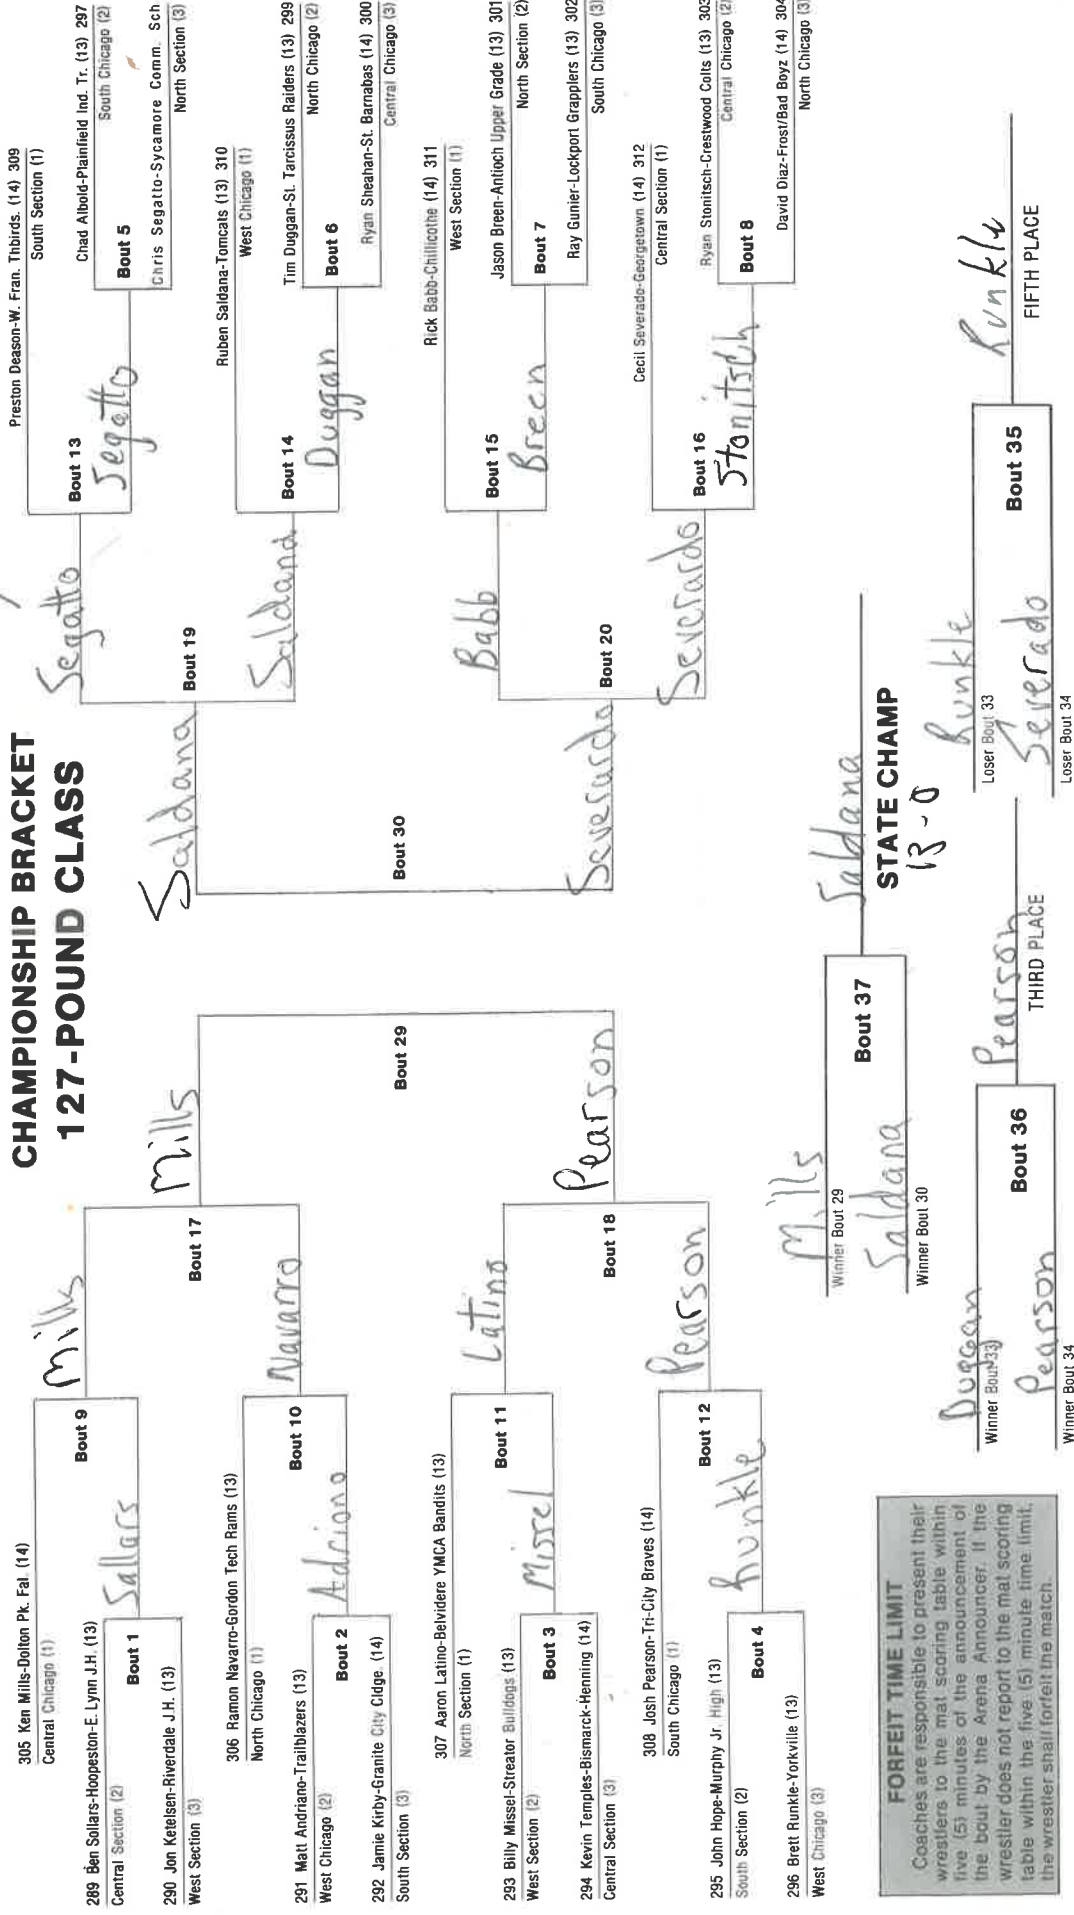 CHAMPIONSHIP BRACKET
127-POUND CLASS
305 Ken Mills-Dolton Pk. Fal. (14)
Central Chicago (1)
Mills
Bout 9
289 Ben Sollars-Hoopeston-E. Lynn J.H. (13)
Central Section (2)
Sallars
Bout 1
290 Jon Ketelsen-Riverdale J.H. (13)
West Section (3)
Mills
Bout 17
306 Ramon Navarro-Gordon Tech Rams (13)
North Chicago (1)
Navarro
Bout 10
291 Matt Adriano-Trailblazers (13)
West Chicago (2)
Adriano
Bout 2
292 Jamie Kirby-Granite City Cldge. (14)
South Section (3)
Bout 29
307 Aaron Latino-Belvidere YMCA Bandits (13)
North Section (1)
Latino
Bout 11
293 Billy Missel-Streator Bulldogs (13)
West Section (2)
Missel
Bout 3
294 Kevin Temples-Bismarck-Henning (14)
Central Section (3)
Pearson
Bout 18
308 Josh Pearson-Tri-City Braves (14)
South Chicago (1)
Pearson
Bout 12
295 John Hope-Murphy Jr. High (13)
South Section (2)
Runkle
Bout 4
296 Brett Runkle-Yorkville (13)
West Chicago (3)
Preston Deason-W. Fran. Thbirds. (14) 309
South Section (1)
Segatto
Bout 13
Chad Albold-Plainfield Ind. Tr. (13) 297
South Chicago (2)
Segatto
Bout 5
Chris Segatto-Sycamore Comm. Sch
North Section (3)
Saldana
Bout 19
Ruben Saldana-Tomcats (13) 310
West Chicago (1)
Saldana
Bout 14
Tim Duggan-St. Tarcissus Raiders (13) 299
North Chicago (2)
Duggan
Bout 6
Ryan Sheahan-St. Barnabas (14) 300
Central Chicago (3)
Bout 30
Rick Babb-Chillicothe (14) 311
West Section (1)
Babb
Bout 15
Jason Breen-Antioch Upper Grade (13) 301
North Section (2)
Breen
Bout 7
Ray Gunier-Lockport Grapplers (13) 302
South Chicago (3)
Severardo
Bout 20
Cecil Severado-Georgetown (14) 312
Central Section (1)
Severardo
Bout 16
Ryan Stonitsch-Crestwood Colts (13) 303
Central Chicago (2)
Stonitsch
Bout 8
David Diaz-Frost/Bad Boyz (14) 304
North Chicago (3)
Mills
Winner Bout 29
Saldana
Winner Bout 30
Bout 37
Saldana
STATE CHAMP
13-0
Duggan
Winner Bout 33
Pearson
Winner Bout 34
Bout 36
Pearson
THIRD PLACE
Runkle
Loser Bout 33
Severado
Loser Bout 34
Bout 35
Runkle
FIFTH PLACE
FORFEIT TIME LIMIT
Coaches are responsible to present their
wrestlers to the mat scoring table within
five (5) minutes of the announcement of
the bout by the Arena Announcer. If the
wrestler does not report to the mat scoring
table within the five (5) minute time limit,
the wrestler shall forfeit the match.